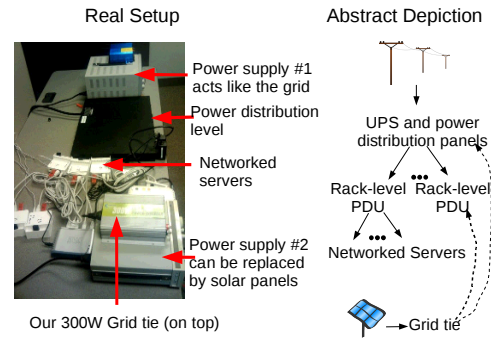 Real Setup
Abstract Depiction
Power supply #1
acts like the grid
Power distribution
level
Networked
servers
Power supply #2
can be replaced
by solar panels
Our 300W Grid tie (on top)
UPS and power
distribution panels
Rack-level
PDU
Rack-level
PDU
Networked Servers
Grid tie